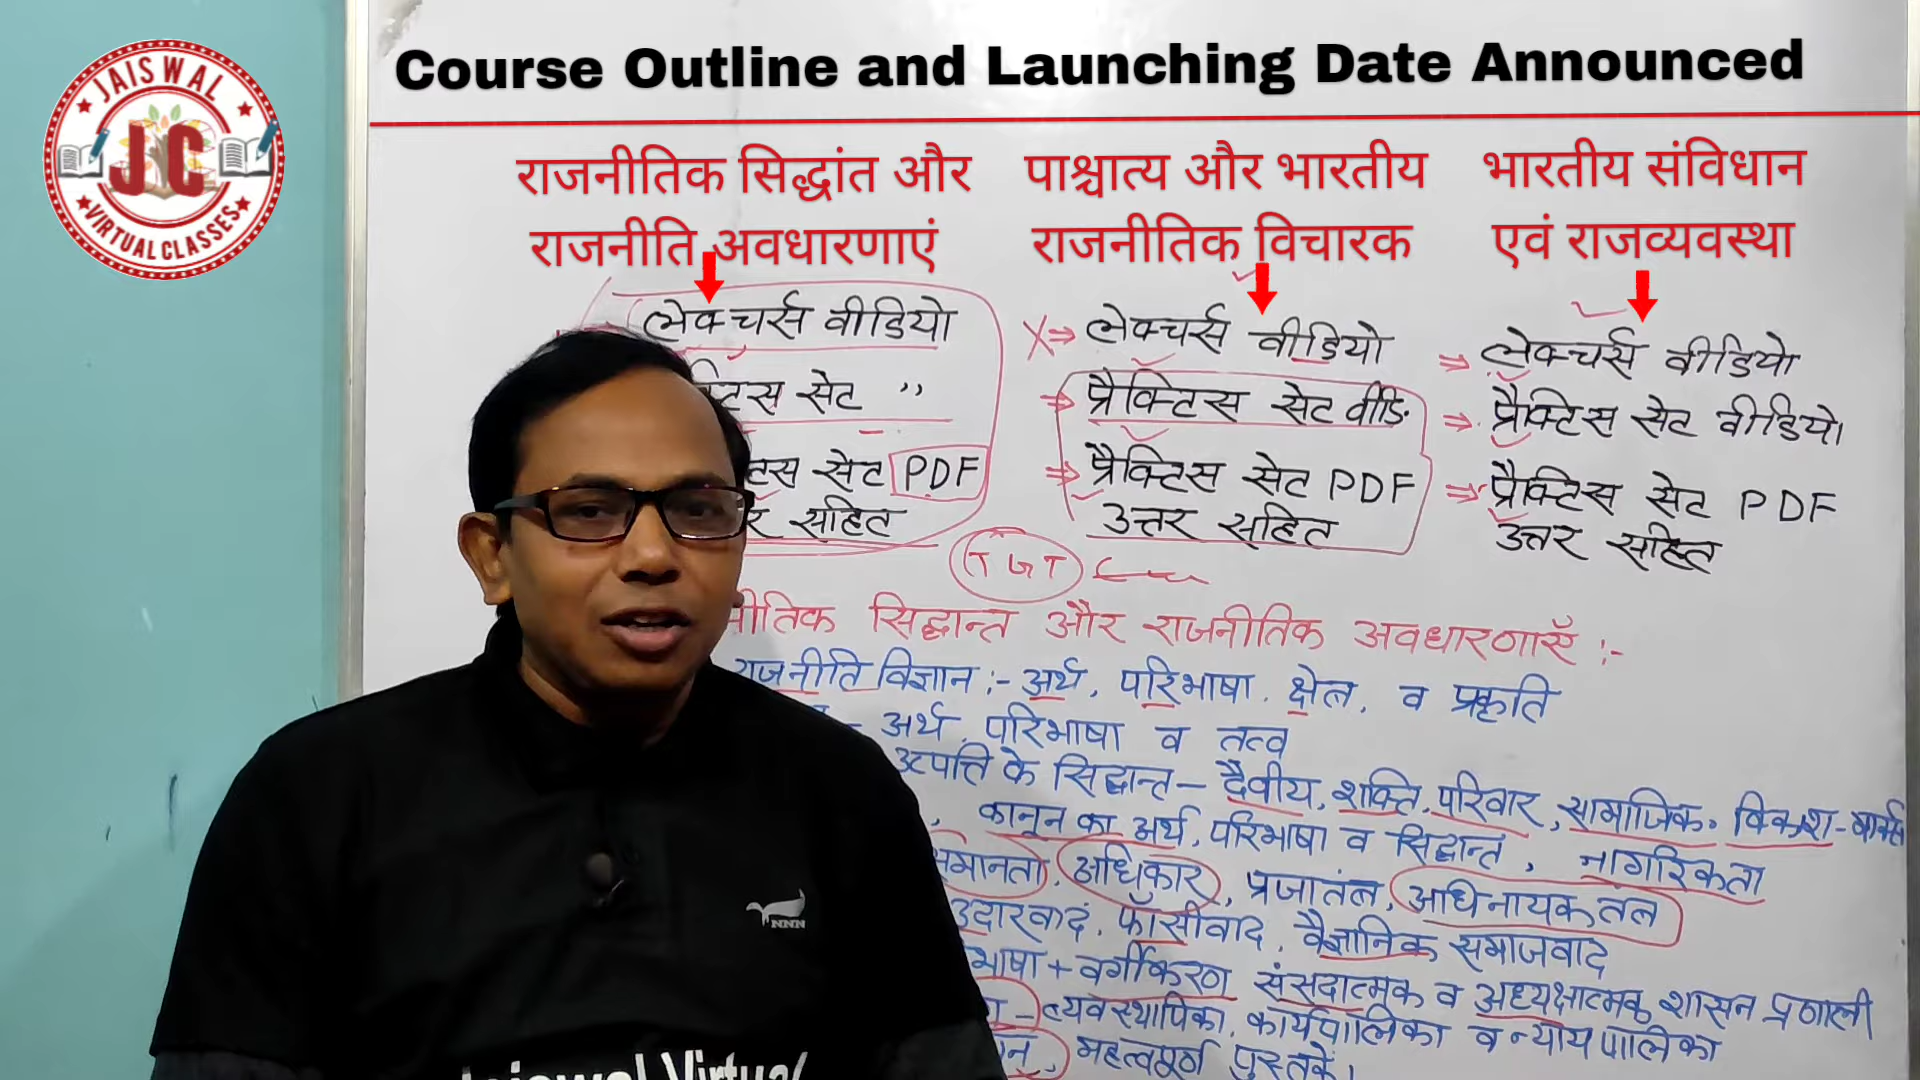 Course Outline and Launching Date Announced
JAISWAL
JC
VIRTUAL CLASSES
राजनीतिक सिद्धांत और
राजनीति अवधारणाएं
लेक्चर्स वीडियो
सेट ,,
सेट PDF
सहित
पाश्चात्य और भारतीय
राजनीतिक विचारक
लेक्चर्स वीडियो
प्रैक्टिस सेट वीडि
प्रैक्टिस सेट PDF
उत्तर सहित
भारतीय संविधान
एवं राजव्यवस्था
लेक्चर्स वीडियो
प्रैक्टिस सेट वीडियो
प्रैक्टिस सेट PDF
उत्तर सहित
TGT
सिद्धान्त और राजनीतिक अवधारणाएँ :-
राजनीति विज्ञान :- अर्थ, परिभाषा, क्षेत्र, व प्रकृति
- अर्थ, परिभाषा व तत्व
उत्पत्ति के सिद्धान्त - दैवीय, शक्ति, परिवार, सामाजिक, विकाश -
कानून का अर्थ, परिभाषा व सिद्धान्त, नागरिकता
समानता, अधिकार, प्रजातंत्र, अधिनायकतंत्र
उदारवाद, फॉसीवाद, वैज्ञानिक समाजवाद
भाषा + वर्गीकरण संसदात्मक व अध्यक्षात्मक शासन प्रणाली
- व्यवस्थापिका, कार्यपालिका व न्यायपालिका
महत्वपूर्ण पुस्तकें।
NNN
Jaiswal Virtual